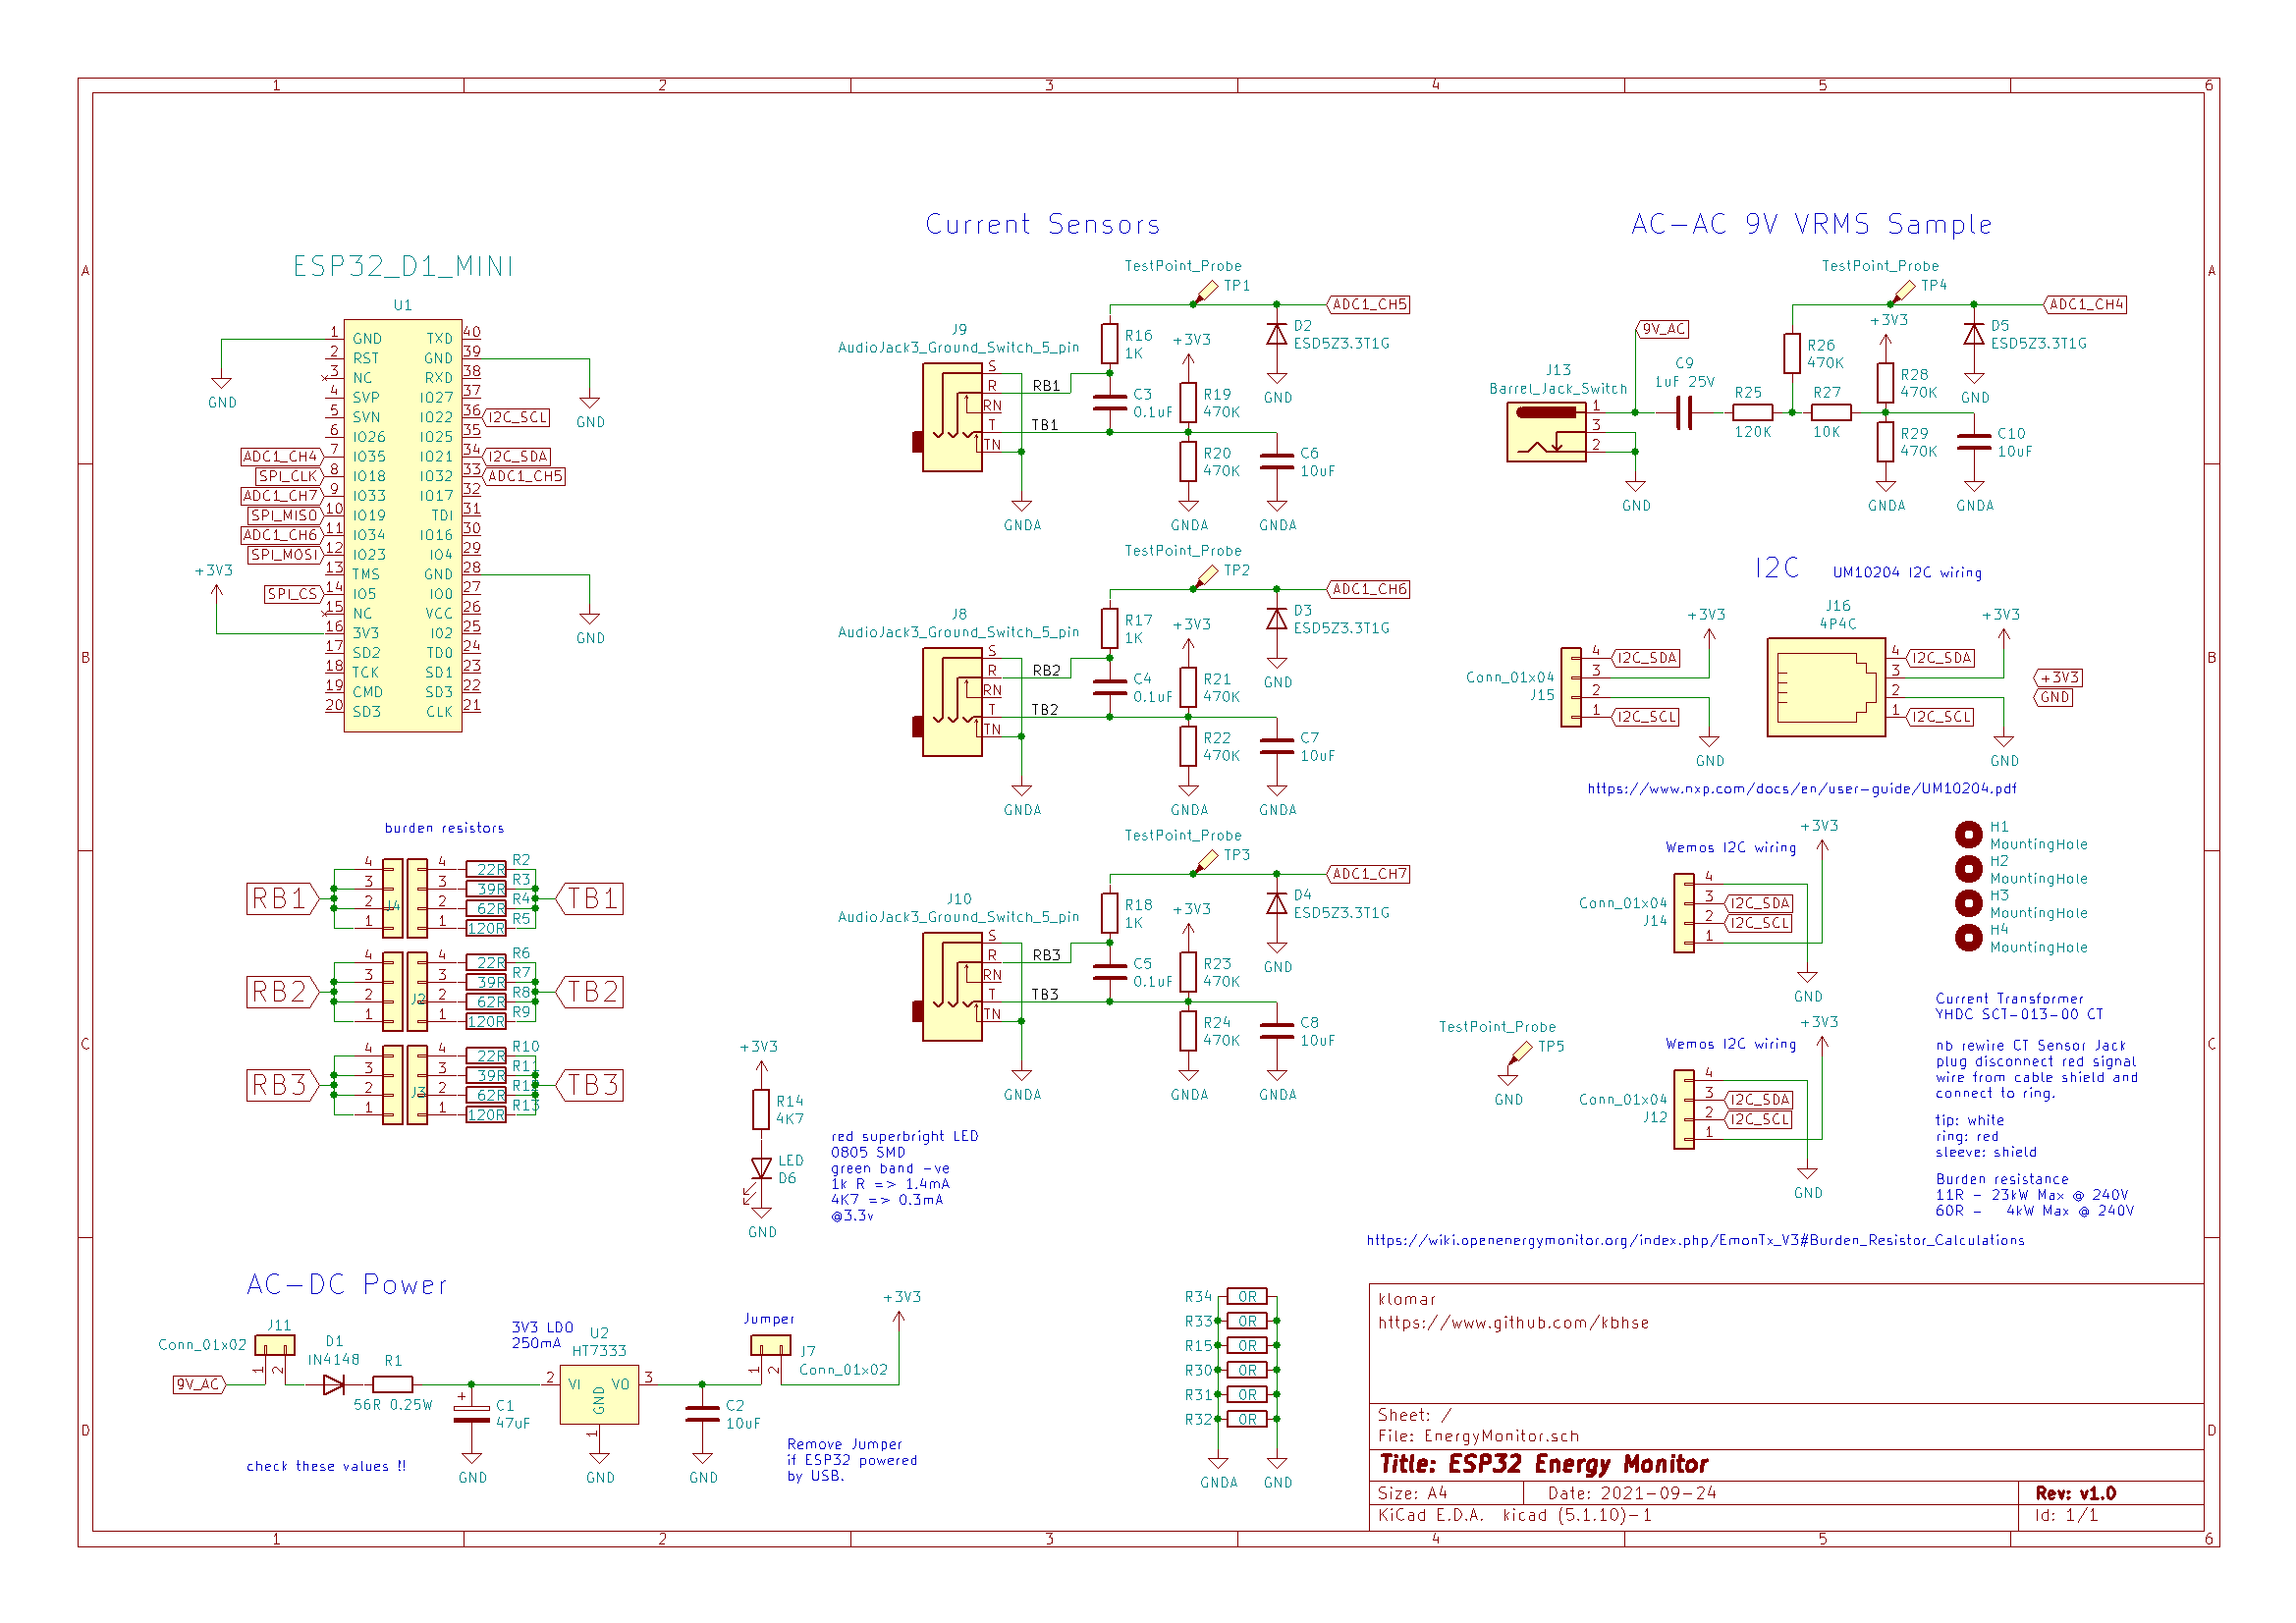 1 2 3 4 5 6
A
B
C
D
ESP32_D1_MINI
U1
1 GND TXD 40
2 RST GND 39
3 NC RXD 38
4 SVP IO27 37
5 SVN IO22 36 I2C_SCL
6 IO26 IO25 35
ADC1_CH4 7 IO35 IO21 34 I2C_SDA
SPI_CLK 8 IO18 IO32 33 ADC1_CH5
ADC1_CH7 9 IO33 IO17 32
SPI_MISO 10 IO19 TDI 31
ADC1_CH6 11 IO34 IO16 30
SPI_MOSI 12 IO23 IO4 29
13 TMS GND 28
SPI_CS 14 IO5 IO0 27
15 NC VCC 26
16 3V3 IO2 25
17 SD2 TD0 24
18 TCK SD1 23
19 CMD SD3 22
20 SD3 CLK 21
GND
GND
+3V3
GND
burden resistors
RB1
4 4 22R R2
3 3 39R R3
2 J4 2 62R R4
1 1 120R R5
TB1
RB2
4 4 22R R6
3 3 39R R7
2 J2 2 62R R8
1 1 120R R9
TB2
RB3
4 4 22R R10
3 3 39R R11
2 J3 2 62R R12
1 1 120R R13
TB3
Current Sensors
TestPoint_Probe
TP1
ADC1_CH5
J9
AudioJack3_Ground_Switch_5_pin
S
R
RN
T
TN
RB1
TB1
R16
1K
C3
0.1uF
+3V3
R19
470K
R20
470K
D2
ESD5Z3.3T1G
GND
C6
10uF
GNDA
GNDA
GNDA
TestPoint_Probe
TP2
ADC1_CH6
J8
AudioJack3_Ground_Switch_5_pin
S
R
RN
T
TN
RB2
TB2
R17
1K
C4
0.1uF
+3V3
R21
470K
R22
470K
D3
ESD5Z3.3T1G
GND
C7
10uF
GNDA
GNDA
GNDA
TestPoint_Probe
TP3
ADC1_CH7
J10
AudioJack3_Ground_Switch_5_pin
S
R
RN
T
TN
RB3
TB3
R18
1K
C5
0.1uF
+3V3
R23
470K
R24
470K
D4
ESD5Z3.3T1G
GND
C8
10uF
GNDA
GNDA
GNDA
+3V3
R14
4K7
LED
D6
GND
red superbright LED
0805 SMD
green band -ve
1k R => 1.4mA
4K7 => 0.3mA
@3.3v
AC-AC 9V VRMS Sample
TestPoint_Probe
TP4
ADC1_CH4
9V_AC
J13
Barrel_Jack_Switch
1
3
2
GND
C9
1uF 25V
R25
120K
R26
470K
R27
10K
+3V3
R28
470K
R29
470K
D5
ESD5Z3.3T1G
GND
C10
10uF
GNDA
GNDA
I2C
UM10204 I2C wiring
Conn_01x04
J15
4 I2C_SDA
3
2
1 I2C_SCL
+3V3
GND
J16
4P4C
4 I2C_SDA
3
2
1 I2C_SCL
+3V3
GND
+3V3
GND
https://www.nxp.com/docs/en/user-guide/UM10204.pdf
Wemos I2C wiring
+3V3
Conn_01x04
J14
4
3 I2C_SDA
2 I2C_SCL
1
GND
H1
MountingHole
H2
MountingHole
H3
MountingHole
H4
MountingHole
TestPoint_Probe
TP5
GND
Wemos I2C wiring
+3V3
Conn_01x04
J12
4
3 I2C_SDA
2 I2C_SCL
1
GND
Current Transformer
YHDC SCT-013-00 CT
nb rewire CT Sensor Jack
plug disconnect red signal
wire from cable shield and
connect to ring.
tip: white
ring: red
sleeve: shield
Burden resistance
11R - 23kW Max @ 240V
60R - 4kW Max @ 240V
https://wiki.openenergymonitor.org/index.php/EmonTx_V3#Burden_Resistor_Calculations
AC-DC Power
J11
Conn_01x02
1 2
9V_AC
D1
IN4148
R1
56R 0.25W
C1
+
47uF
GND
3V3 LDO
250mA
U2
HT7333
2 VI VO 3
GND
1
GND
C2
10uF
GND
Jumper
J7
Conn_01x02
1 2
+3V3
Remove Jumper
if ESP32 powered
by USB.
check these values !!
R34 0R
R33 0R
R15 0R
R30 0R
R31 0R
R32 0R
GNDA GND
klomar
https://www.github.com/kbhse
Sheet: /
File: EnergyMonitor.sch
Title: ESP32 Energy Monitor
Size: A4 Date: 2021-09-24 Rev: v1.0
KiCad E.D.A. kicad (5.1.10)-1 Id: 1/1
A
B
C
D
1 2 3 4 5 6